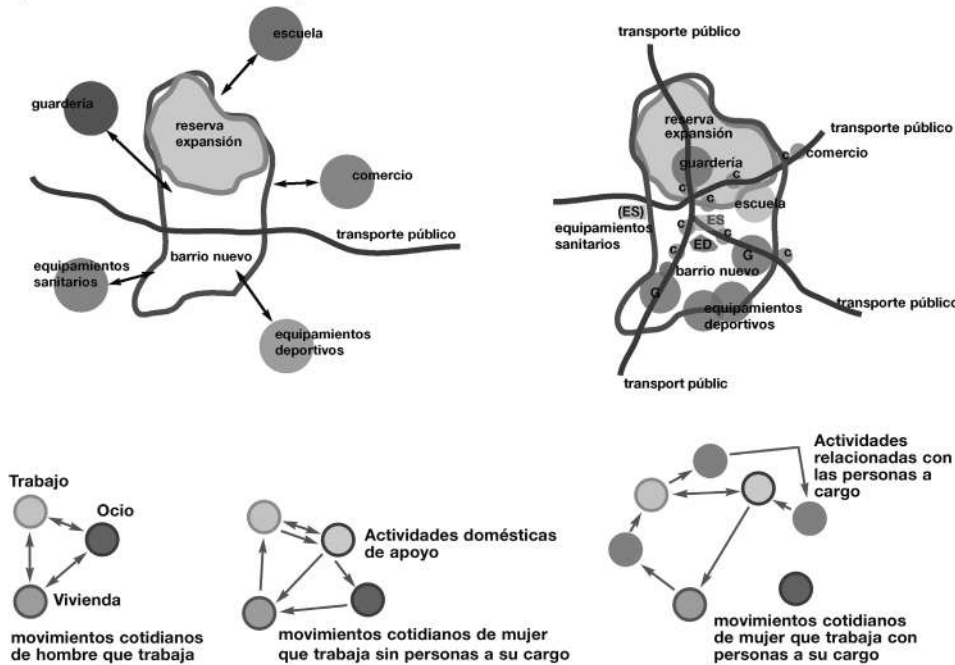 escuela
guardería
reserva
expansión
comercio
transporte público
barrio nuevo
equipamientos
sanitarios
equipamientos
deportivos
transporte público
reserva
expansión
transporte público
guardería
c
comercio
c
c
escuela
(ES)
ES
equipamientos
sanitarios
c
c
ED
c
c
G
barrio nuevo
G
equipamientos
deportivos
transporte público
transport públic
Trabajo
Ocio
Vivienda
movimientos cotidianos
de hombre que trabaja
Actividades domésticas
de apoyo
movimientos cotidianos de mujer
que trabaja sin personas a su cargo
Actividades
relacionadas con
las personas a
cargo
movimientos cotidianos
de mujer que trabaja con
personas a su cargo